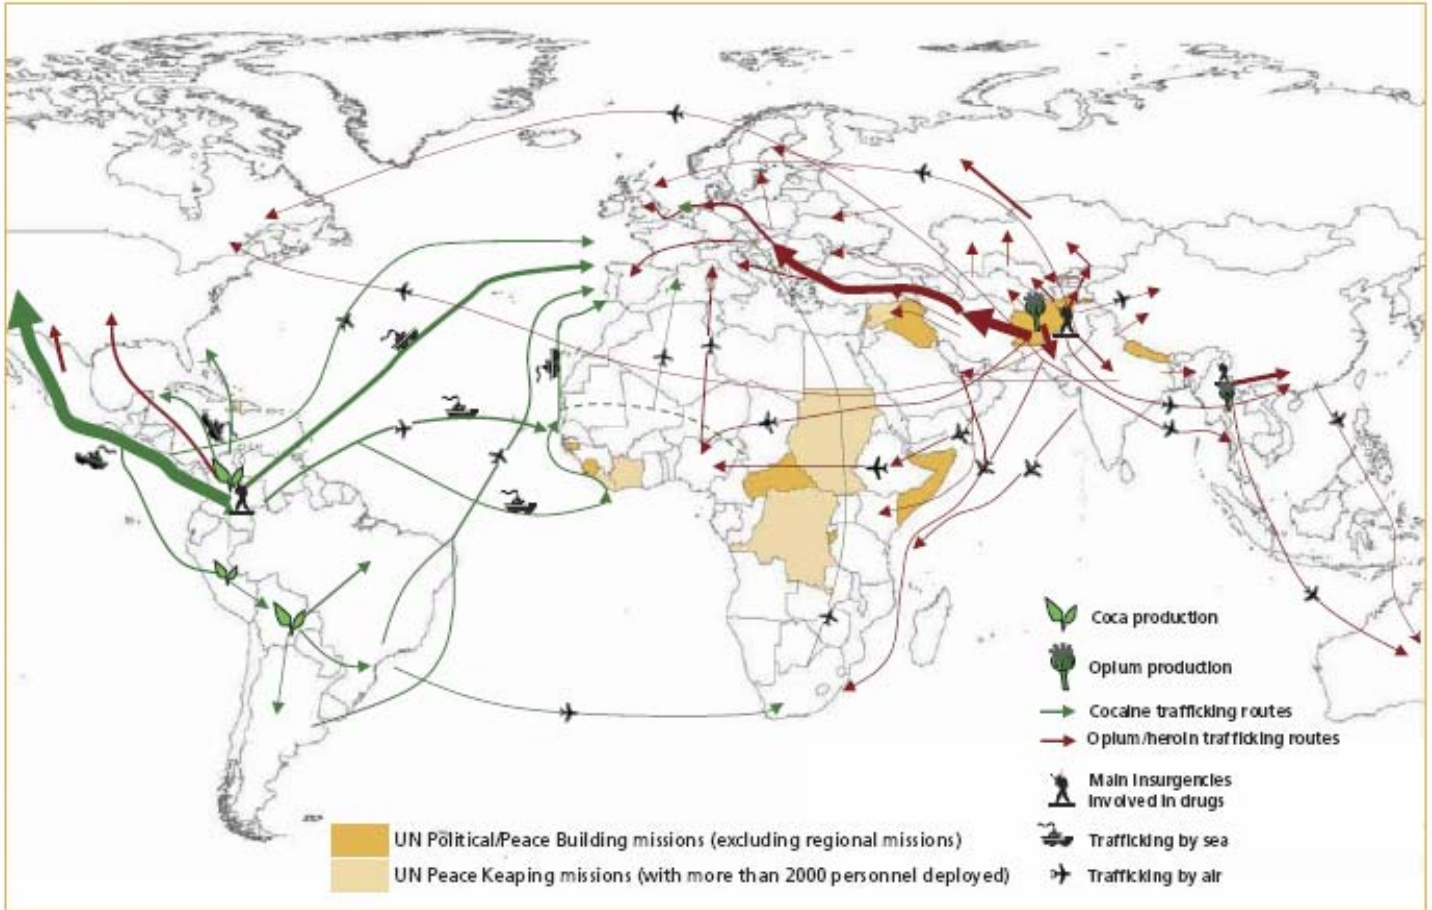 Coca production
Opium production
Cocaine trafficking routes
Opium/heroin trafficking routes
Main insurgencies
involved in drugs
Trafficking by sea
Trafficking by air
UN Political/Peace Building missions (excluding regional missions)
UN Peace Keaping missions (with more than 2000 personnel deployed)